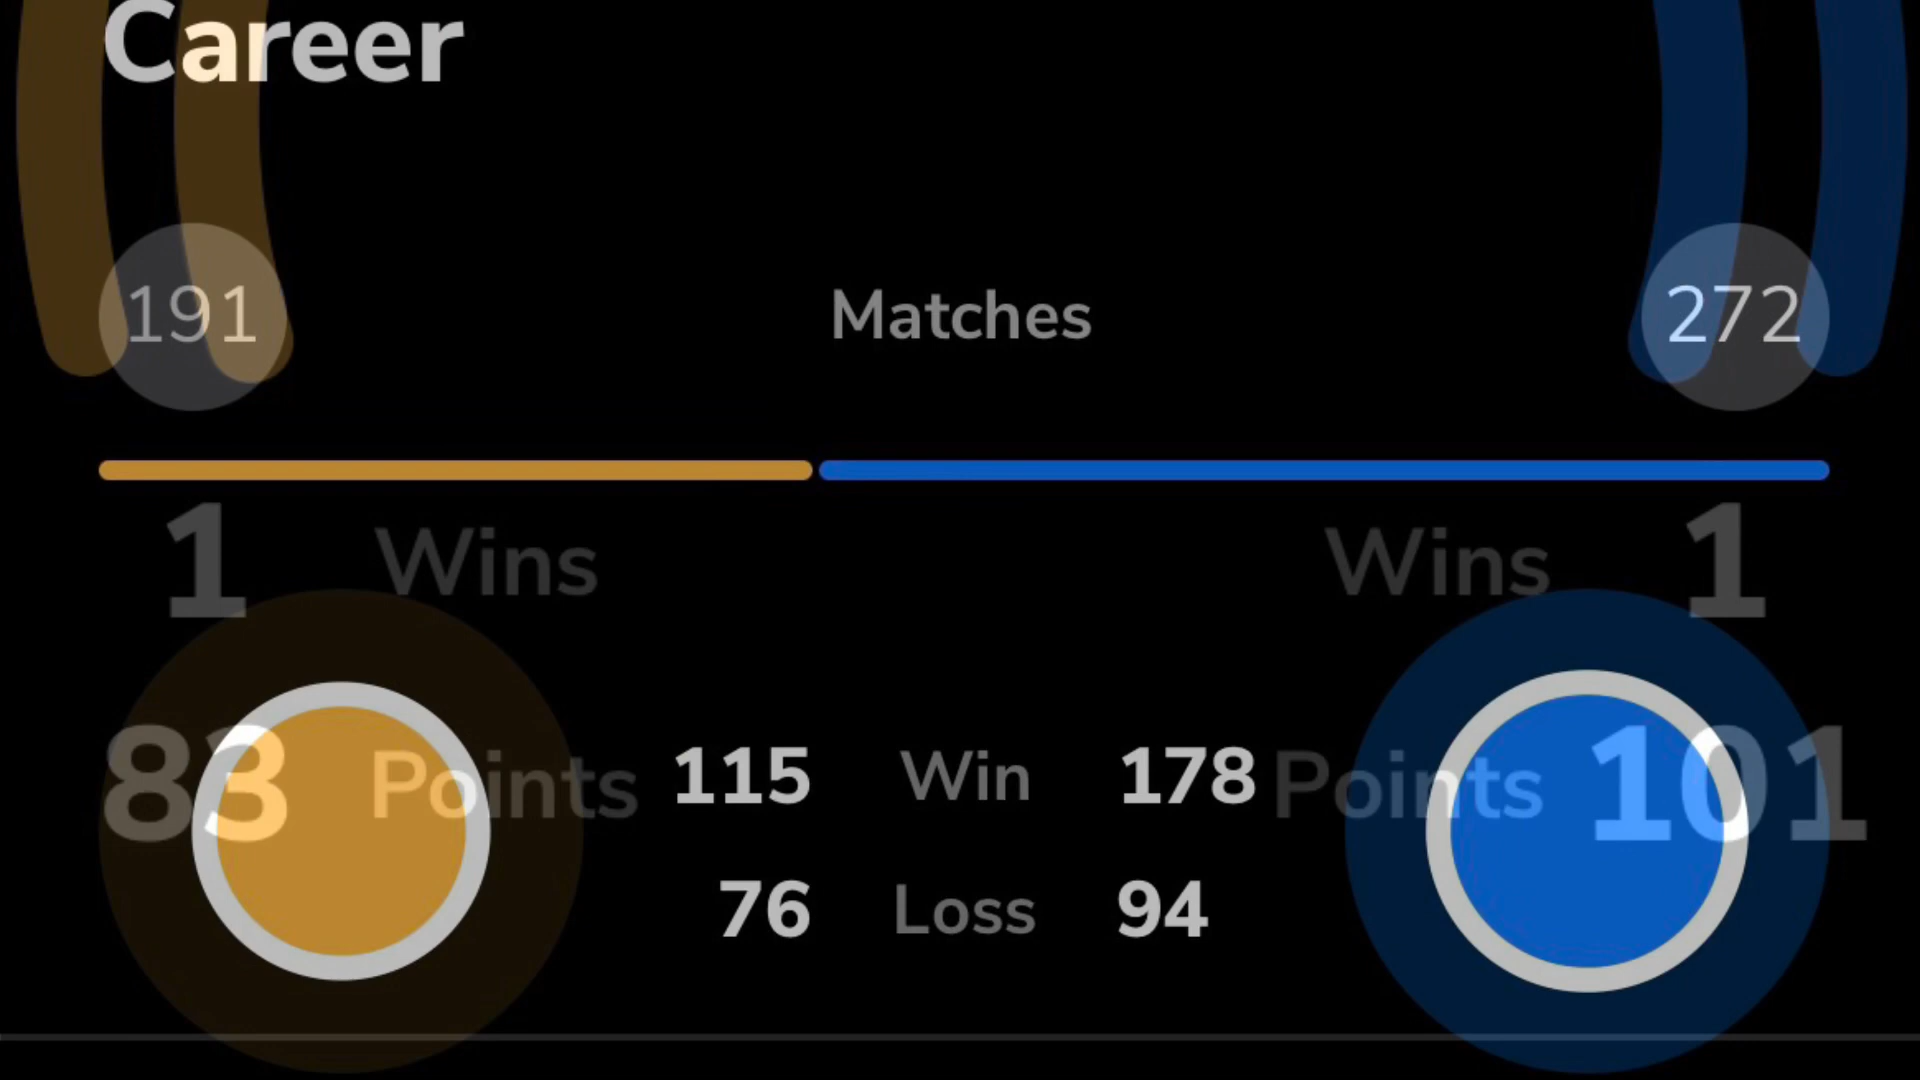 Career
191 Matches 272
1 Wins Wins 1
83 Points 115 Win 178 Points 101
76 Loss 94